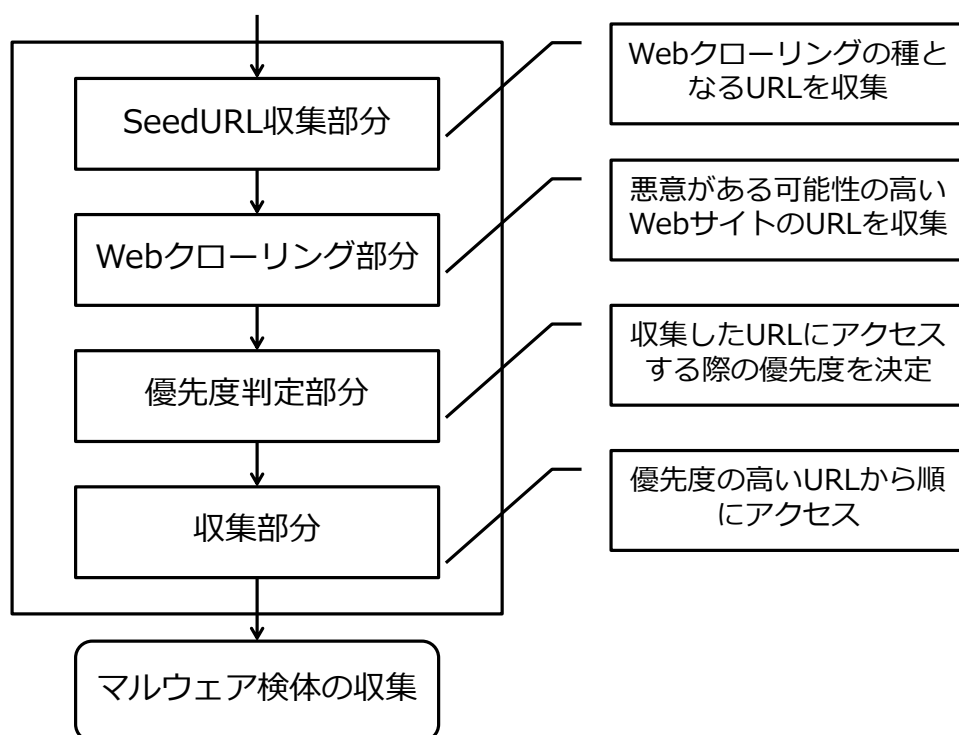 SeedURL収集部分
Webクローリングの種と
なるURLを収集
Webクローリング部分
悪意がある可能性の高い
WebサイトのURLを収集
優先度判定部分
収集したURLにアクセス
する際の優先度を決定
収集部分
優先度の高いURLから順
にアクセス
マルウェア検体の収集